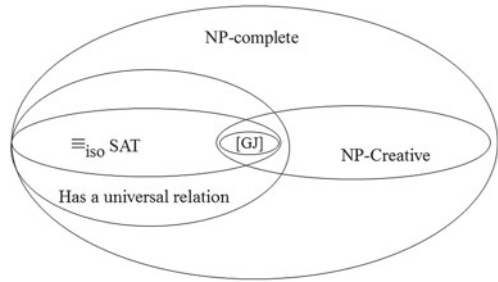 NP-complete
≡iso SAT
[GJ]
NP-Creative
Has a universal relation